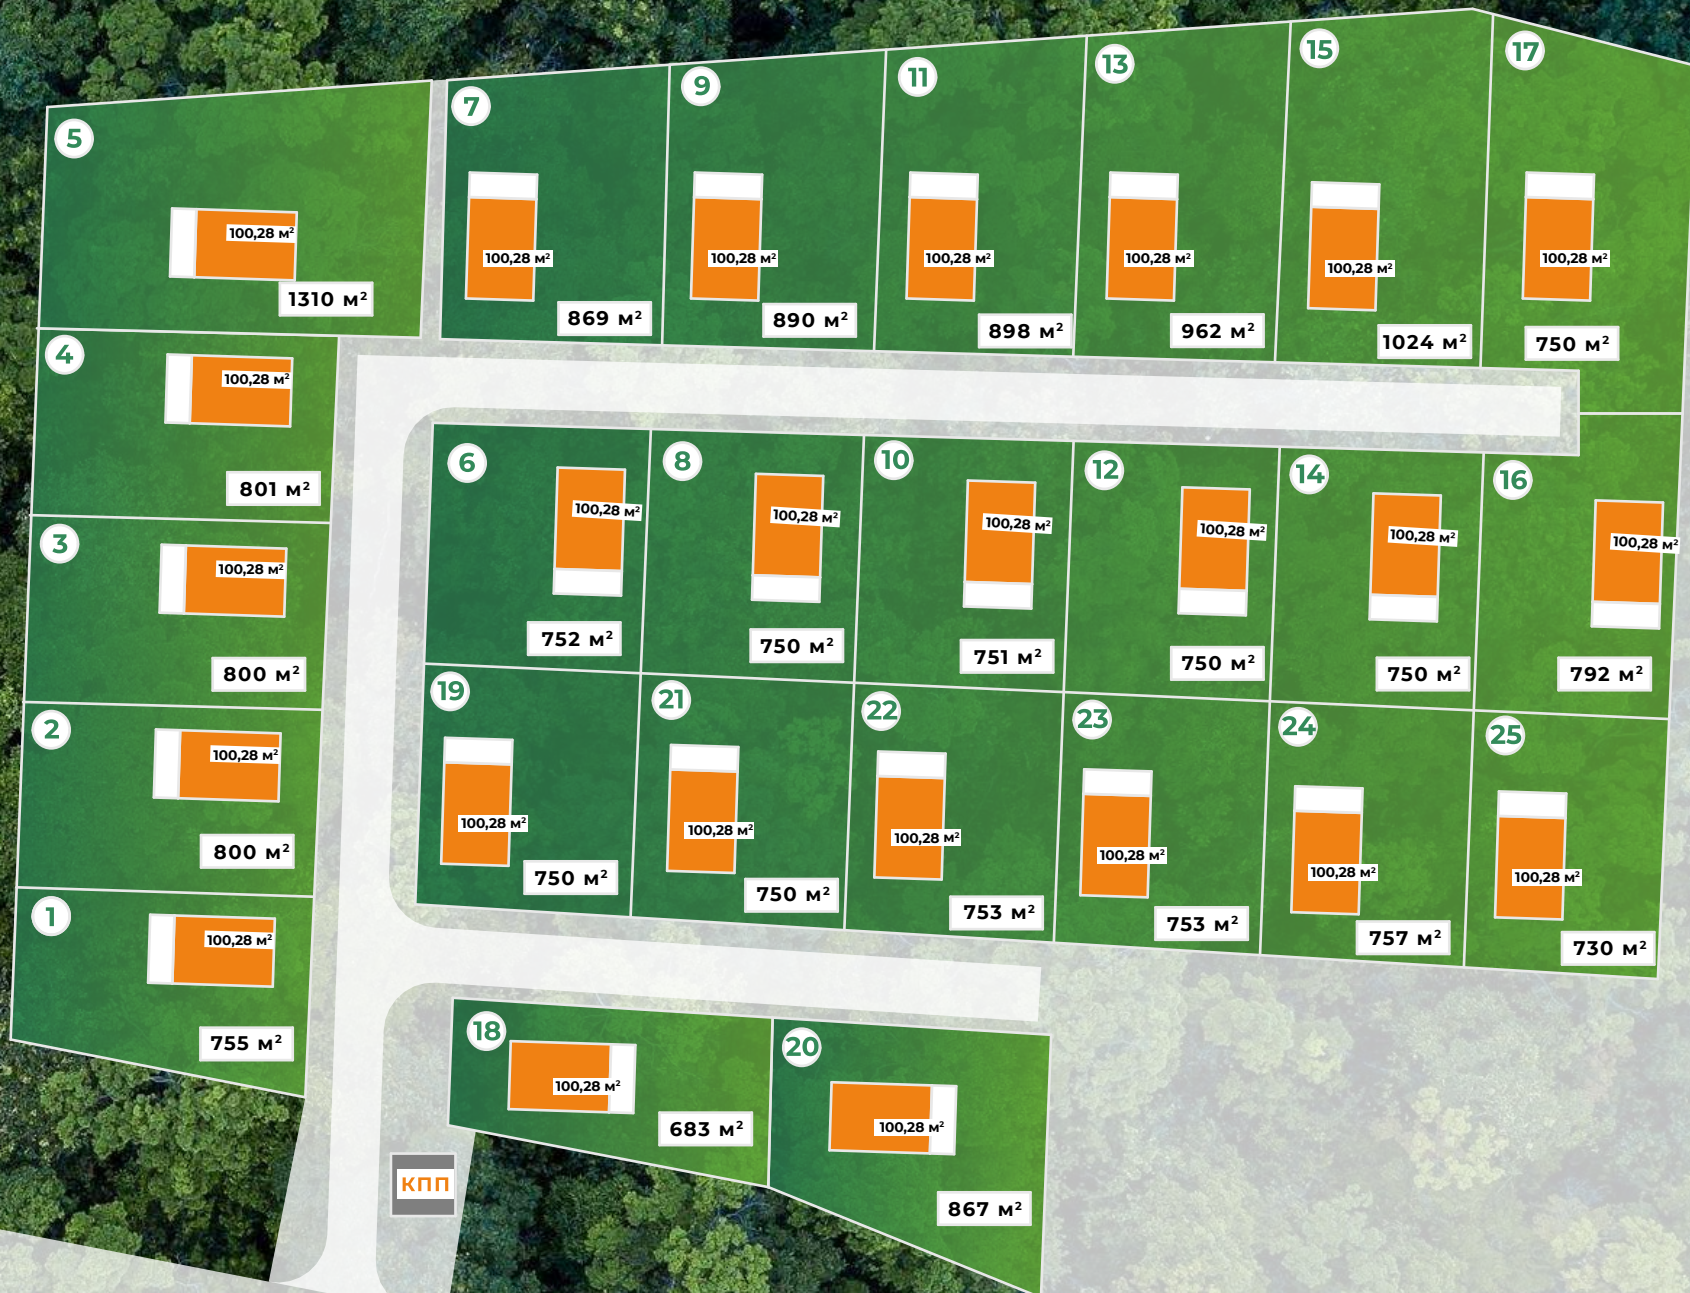 5
100,28 м²
1310 м²
7
100,28 м²
869 м²
9
100,28 м²
890 м²
11
100,28 м²
898 м²
13
100,28 м²
962 м²
15
100,28 м²
1024 м²
17
100,28 м²
750 м²
4
100,28 м²
801 м²
3
100,28 м²
800 м²
2
100,28 м²
800 м²
1
100,28 м²
755 м²
6
100,28 м²
752 м²
8
100,28 м²
750 м²
10
100,28 м²
751 м²
12
100,28 м²
750 м²
14
100,28 м²
750 м²
16
100,28 м²
792 м²
19
100,28 м²
750 м²
21
100,28 м²
750 м²
22
100,28 м²
753 м²
23
100,28 м²
753 м²
24
100,28 м²
757 м²
25
100,28 м²
730 м²
18
100,28 м²
683 м²
20
100,28 м²
867 м²
КПП